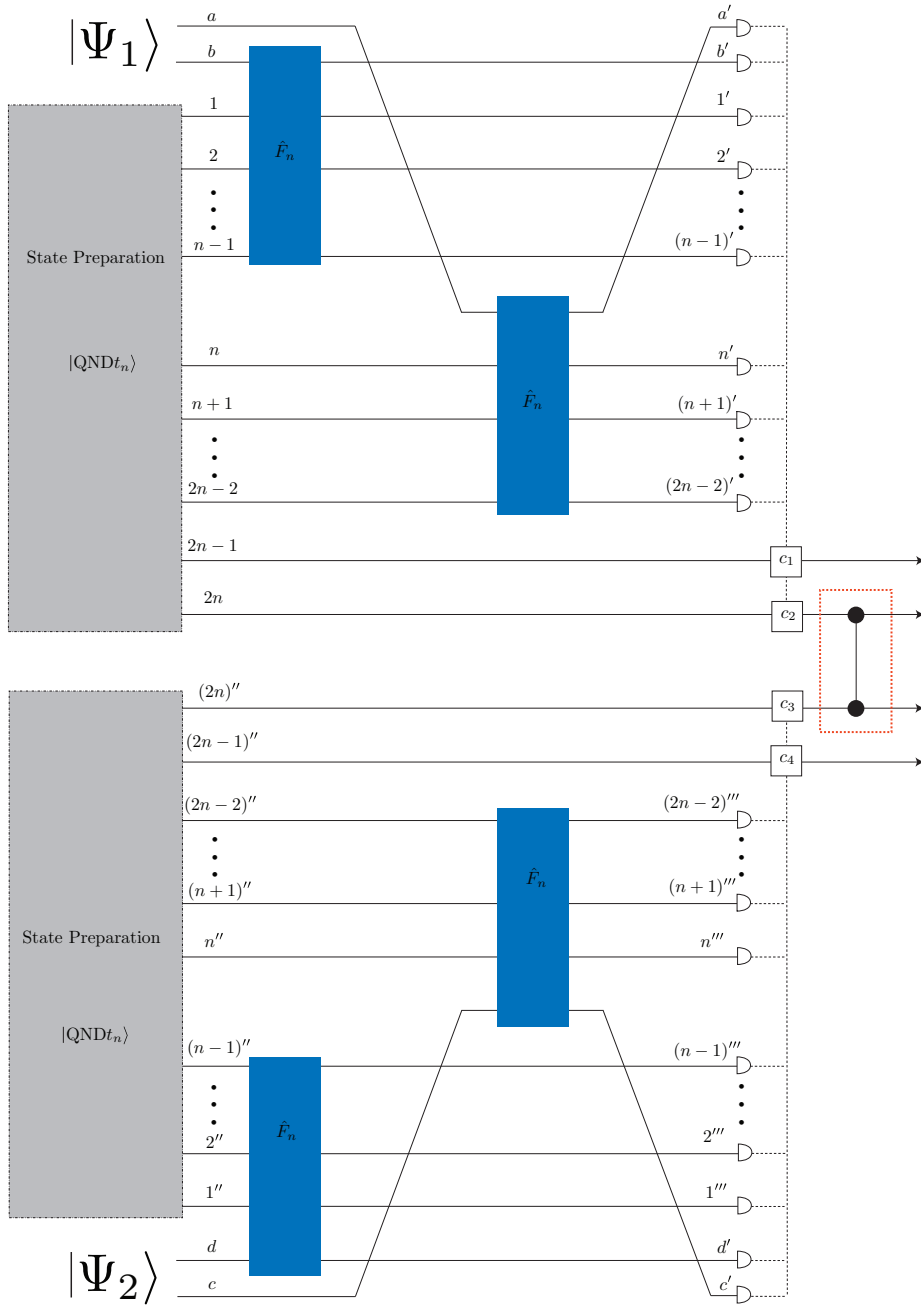 a a′
|Ψ₁⟩ b b′
1 1′
F̂ₙ
2 2′
n − 1 (n − 1)′
State Preparation
|QNDtₙ⟩ n n′
F̂ₙ
n + 1 (n + 1)′
2n − 2 (2n − 2)′
2n − 1 c₁
2n c₂
(2n)″ c₃
(2n − 1)″ c₄
(2n − 2)″ (2n − 2)‴
F̂ₙ
(n + 1)″ (n + 1)‴
State Preparation n″ n‴
|QNDtₙ⟩
(n − 1)″ (n − 1)‴
F̂ₙ
2″ 2‴
1″ 1‴
d d′
|Ψ₂⟩ c c′